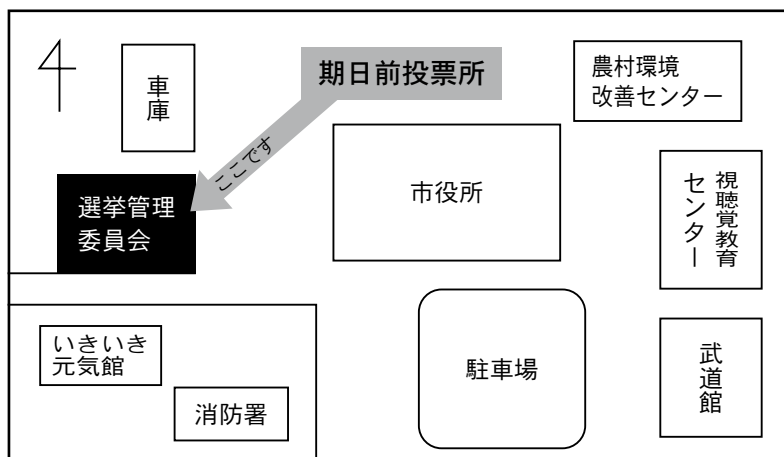 期日前投票所
ここです
車庫
農村環境
改善センター
選挙管理
委員会
市役所
視聴覚教育
センター
いきいき
元気館
消防署
駐車場
武道館